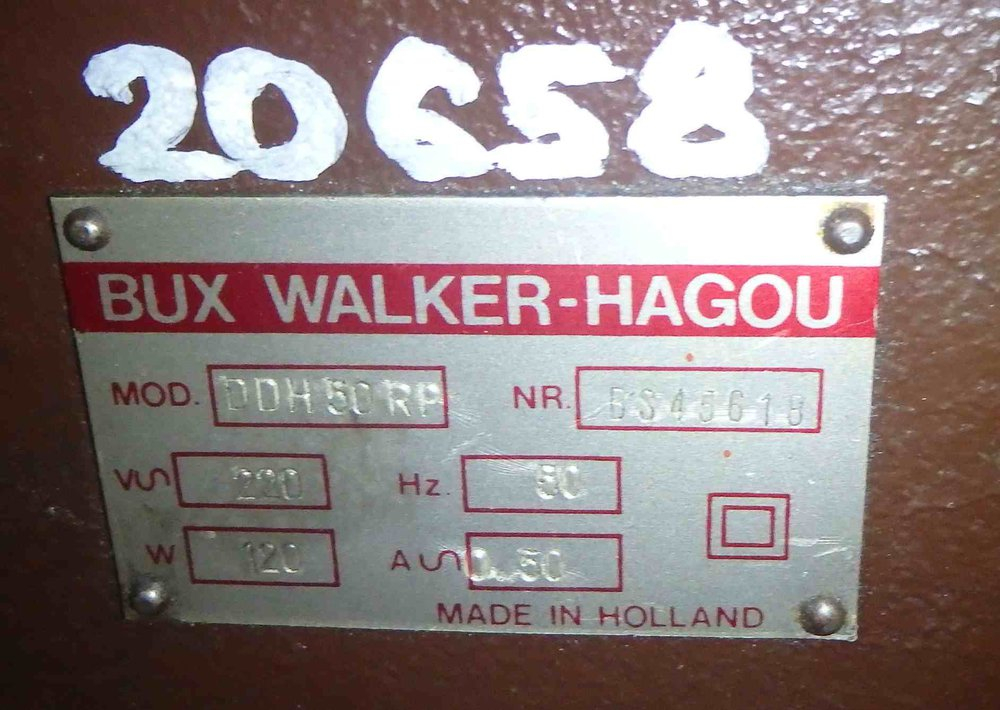 20658
BUX WALKER-HAGOU
MOD. DDH 50 RP NR. BS45618
V 220 Hz. 50
W 120 A 0.50
MADE IN HOLLAND